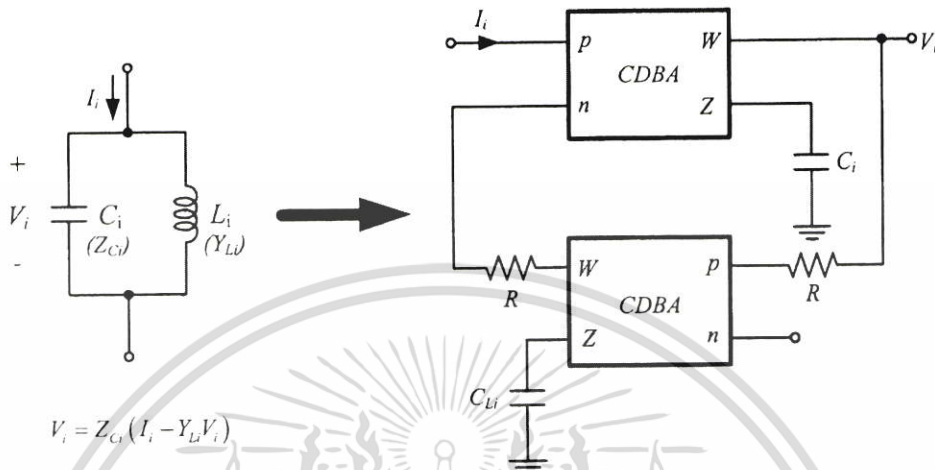 I_i
+
V_i
-
C_i
(Z_Ci)
L_i
(Y_Li)
V_i = Z_Ci (I_i − Y_Li V_i)
I_i
p
W
V_i
CDBA
n
Z
C_i
R
W
p
R
CDBA
Z
n
C_Li